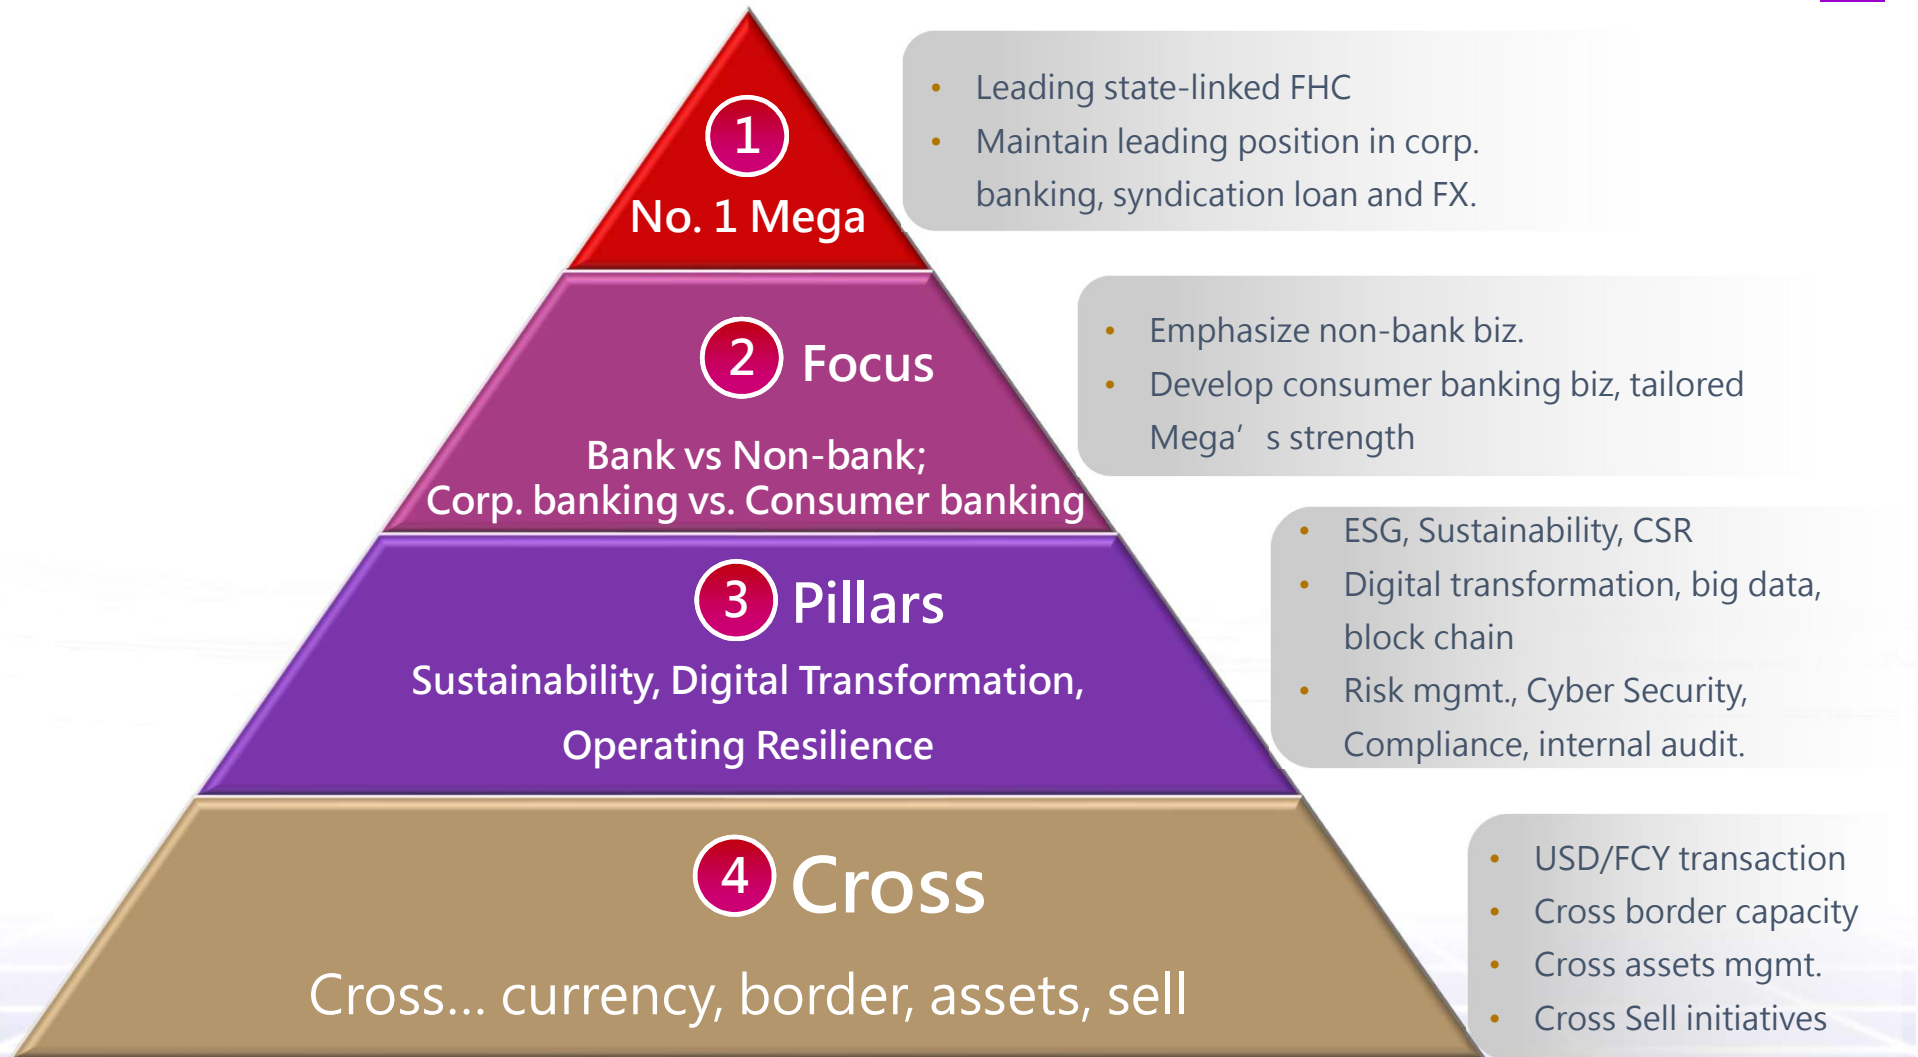 1
No. 1 Mega
• Leading state-linked FHC
• Maintain leading position in corp.
banking, syndication loan and FX.
2 Focus
Bank vs Non-bank;
Corp. banking vs. Consumer banking
• Emphasize non-bank biz.
• Develop consumer banking biz, tailored
Mega’s strength
3 Pillars
Sustainability, Digital Transformation,
Operating Resilience
• ESG, Sustainability, CSR
• Digital transformation, big data,
block chain
• Risk mgmt., Cyber Security,
Compliance, internal audit.
4 Cross
Cross... currency, border, assets, sell
• USD/FCY transaction
• Cross border capacity
• Cross assets mgmt.
• Cross Sell initiatives